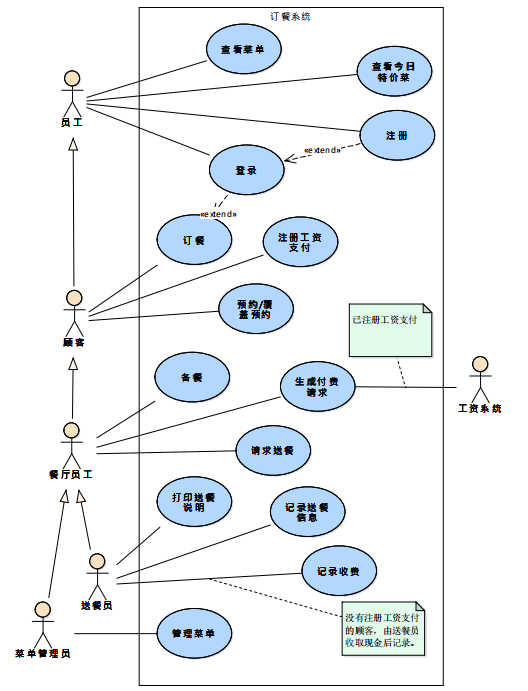 订餐系统
查看菜单
查看今日
特价菜
员工
注册
«extend»
登录
«extend»
订餐
注册工资
支付
预约/覆
盖预约
顾客
已注册工资支付
备餐
生成付费
请求
工资系统
餐厅员工
请求送餐
打印送餐
说明
记录送餐
信息
记录收费
送餐员
没有注册工资支付
的顾客，由送餐员
收取现金后记录。
管理菜单
菜单管理员